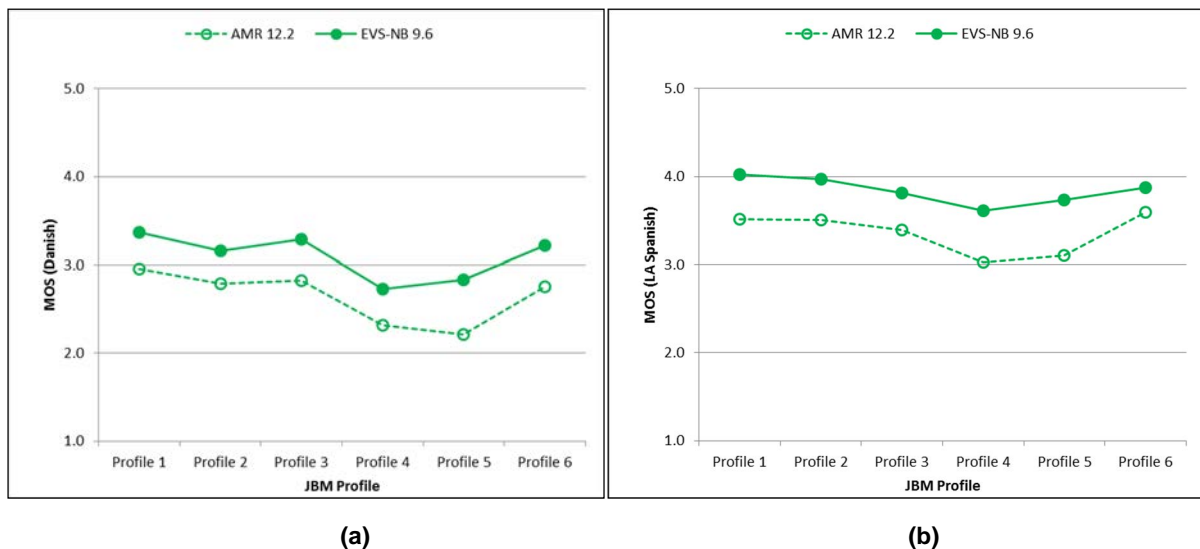 AMR 12.2 EVS-NB 9.6
5.0
4.0
3.0
2.0
1.0
MOS (Danish)
Profile 1 Profile 2 Profile 3 Profile 4 Profile 5 Profile 6
JBM Profile
(a)
AMR 12.2 EVS-NB 9.6
5.0
4.0
3.0
2.0
1.0
MOS (LA Spanish)
Profile 1 Profile 2 Profile 3 Profile 4 Profile 5 Profile 6
JBM Profile
(b)